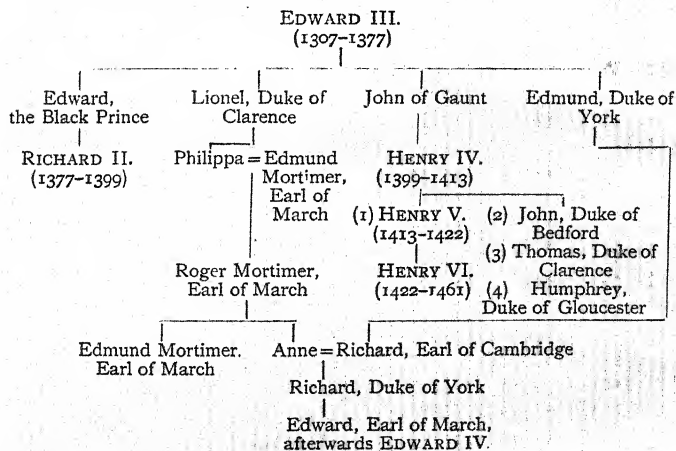 EDWARD III.
(1307–1377)
Edward,
the Black Prince
Lionel, Duke of
Clarence
John of Gaunt
Edmund, Duke of
York
RICHARD II.
(1377–1399)
Philippa = Edmund
Mortimer,
Earl of
March
HENRY IV.
(1399–1413)
(1) HENRY V.
(1413–1422)
(2) John, Duke of
Bedford
(3) Thomas, Duke of
Clarence
(4) Humphrey,
Duke of Gloucester
HENRY VI.
(1422–1461)
Roger Mortimer,
Earl of March
Edmund Mortimer.
Earl of March
Anne = Richard, Earl of Cambridge
Richard, Duke of York
Edward, Earl of March,
afterwards EDWARD IV.